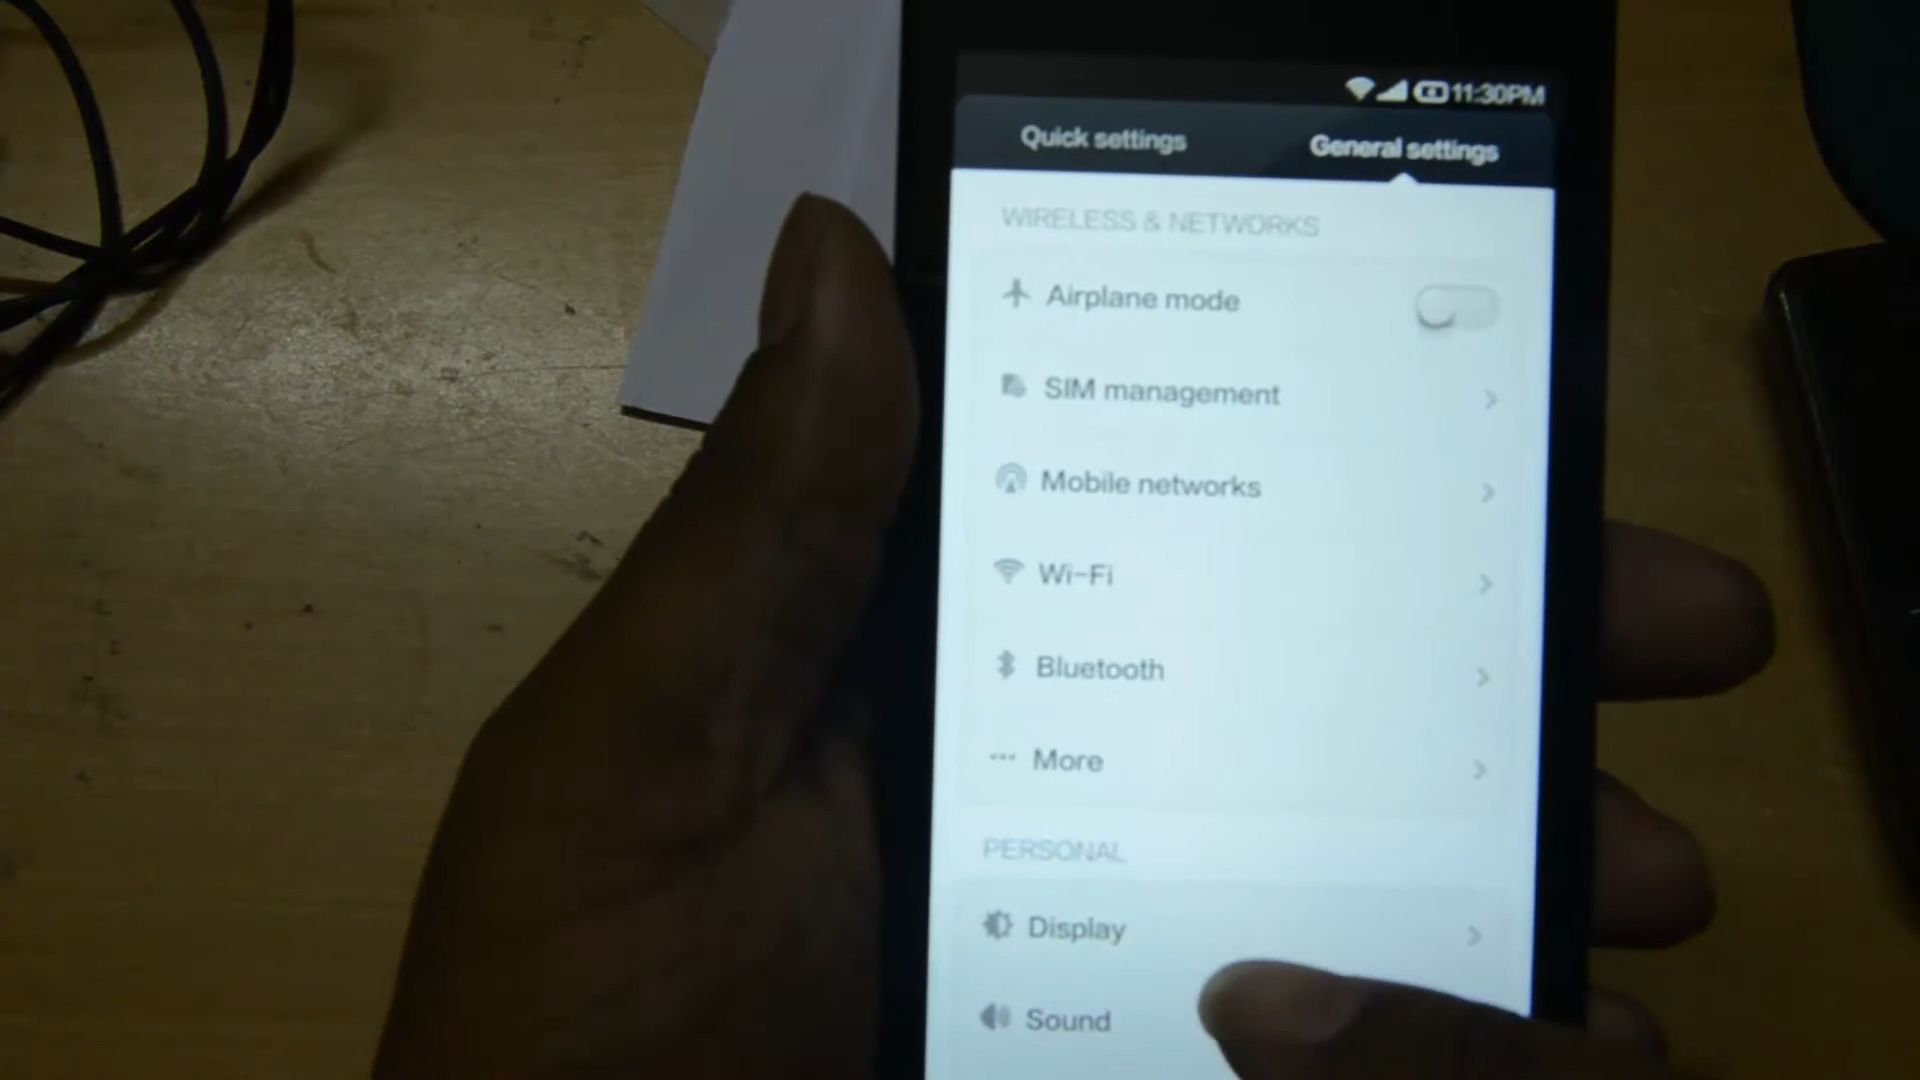 11:30PM
Quick settings
General settings
WIRELESS & NETWORKS
Airplane mode
SIM management
Mobile networks
Wi-Fi
Bluetooth
More
PERSONAL
Display
Sound